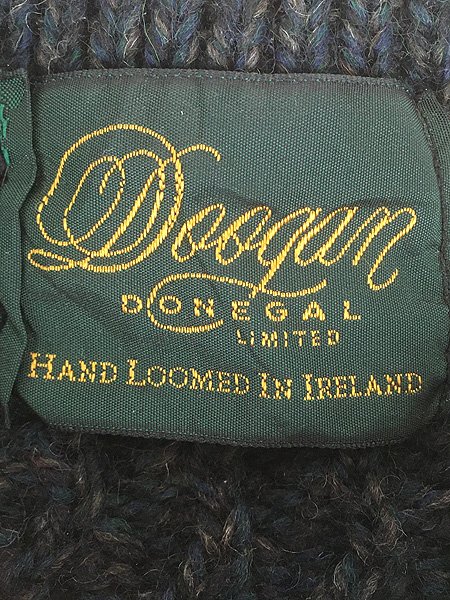 Doogan
DONEGAL
LIMITED
HAND LOOMED IN IRELAND